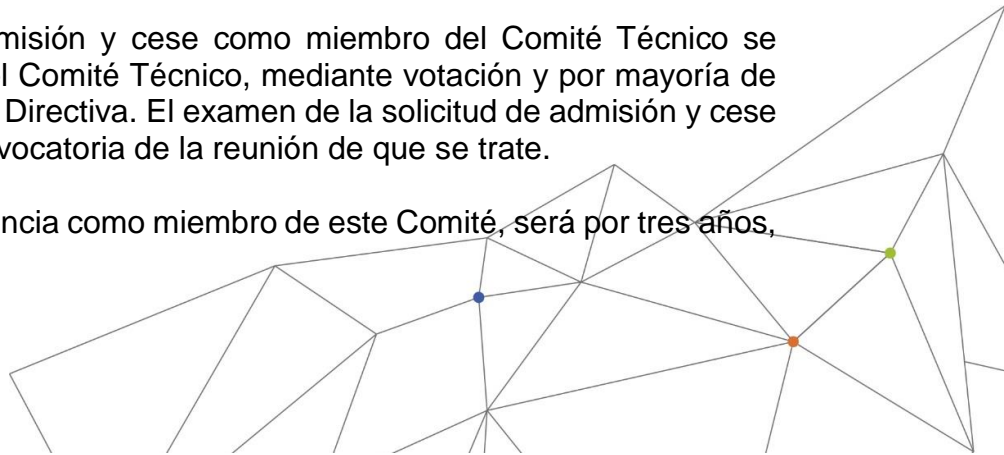 misión y cese como miembro del Comité Técnico se
el Comité Técnico, mediante votación y por mayoría de
Directiva. El examen de la solicitud de admisión y cese
vocatoria de la reunión de que se trate.
encia como miembro de este Comité, será por tres años,